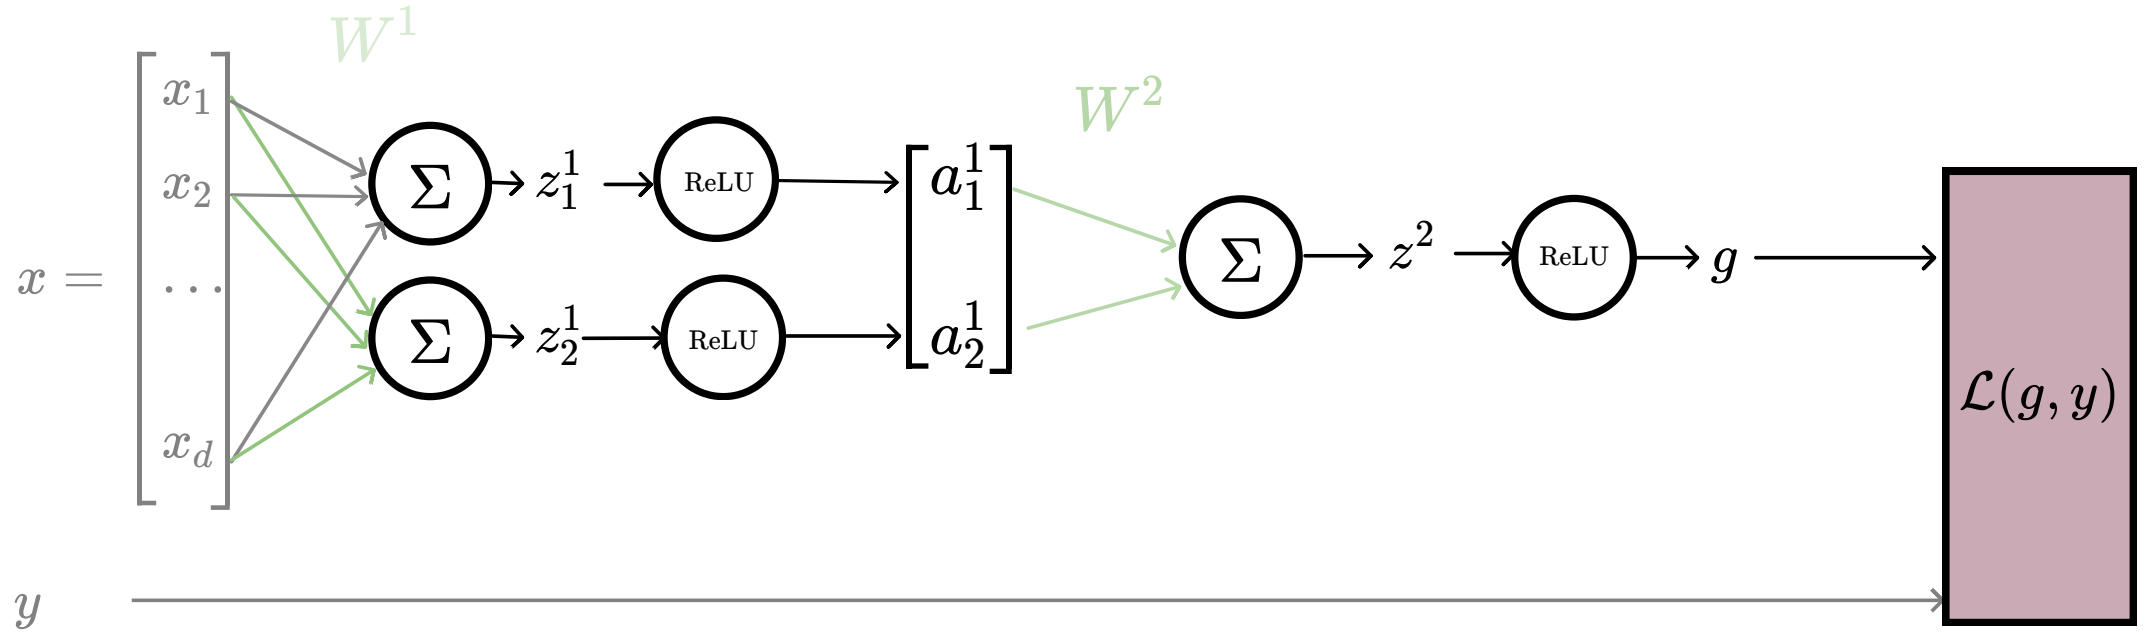 W^1
W^2
x = [x_1 x_2 ... x_d]
Σ z_1^1 ReLU a_1^1
Σ z_2^1 ReLU a_2^1
Σ z^2 ReLU g
ℒ(g, y)
y